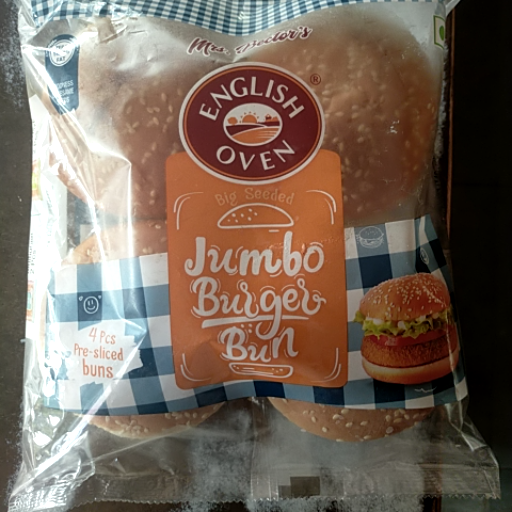 Mrs. Bector's
ENGLISH
OVEN
®
Big Seeded
Jumbo
Burger
Bun
4 Pcs
Pre-sliced
buns